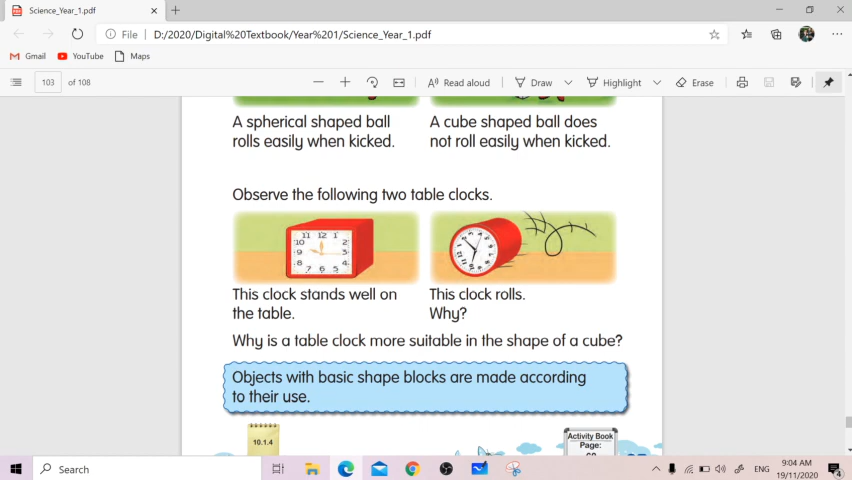 Science_Year_1.pdf
File D:/2020/Digital%20Textbook/Year%201/Science_Year_1.pdf
Gmail YouTube Maps
103 of 108 Read aloud Draw Highlight Erase
A spherical shaped ball
rolls easily when kicked.
A cube shaped ball does
not roll easily when kicked.
Observe the following two table clocks.
This clock stands well on
the table.
This clock rolls.
Why?
Why is a table clock more suitable in the shape of a cube?
Objects with basic shape blocks are made according
to their use.
10.1.4
Activity Book
Page:
Search
ENG
9:04 AM
19/11/2020